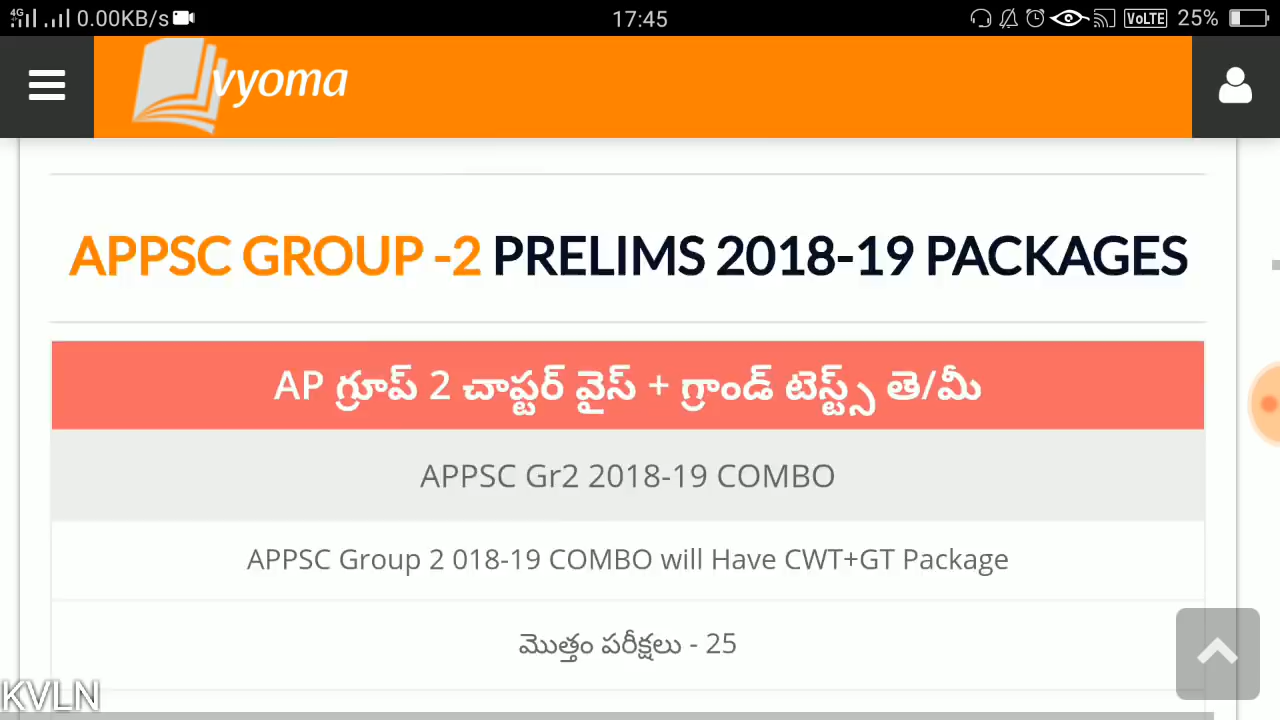 4G 0.00KB/s 17:45 VoLTE 25%
vyoma
APPSC GROUP -2 PRELIMS 2018-19 PACKAGES
AP గ్రూప్ 2 చాప్టర్ వైస్ + గ్రాండ్ టెస్ట్స్ తె/మీ
APPSC Gr2 2018-19 COMBO
APPSC Group 2 018-19 COMBO will Have CWT+GT Package
మొత్తం పరీక్షలు - 25
KVLN